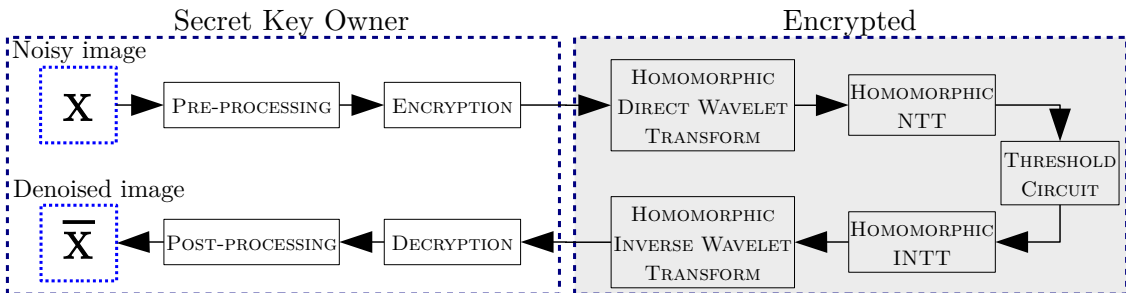 Secret Key Owner
Encrypted
Noisy image
x
PRE-PROCESSING
ENCRYPTION
HOMOMORPHIC
DIRECT WAVELET
TRANSFORM
HOMOMORPHIC
NTT
THRESHOLD
CIRCUIT
Denoised image
x̅
POST-PROCESSING
DECRYPTION
HOMOMORPHIC
INVERSE WAVELET
TRANSFORM
HOMOMORPHIC
INTT